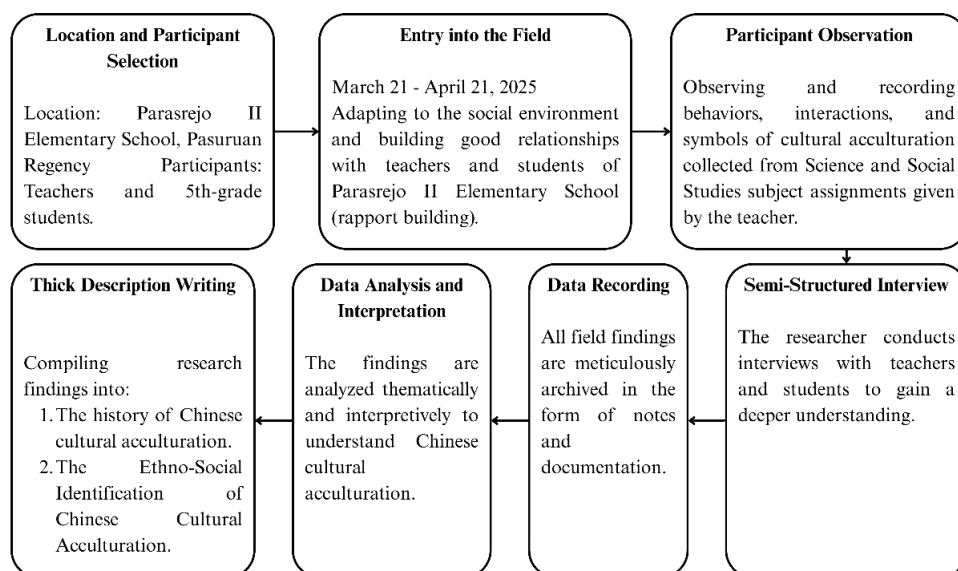 Location and Participant
Selection
Location: Parasrejo II
Elementary School, Pasuruan
Regency Participants:
Teachers and 5th-grade
students.
Entry into the Field
March 21 - April 21, 2025
Adapting to the social environment
and building good relationships
with teachers and students of
Parasrejo II Elementary School
(rapport building).
Participant Observation
Observing and recording
behaviors, interactions, and
symbols of cultural acculturation
collected from Science and Social
Studies subject assignments given
by the teacher.
Semi-Structured Interview
The researcher conducts
interviews with teachers
and students to gain a
deeper understanding.
Data Recording
All field findings
are meticulously
archived in the
form of notes
and
documentation.
Data Analysis and
Interpretation
The findings are
analyzed thematically
and interpretively to
understand Chinese
cultural
acculturation.
Thick Description Writing
Compiling research
findings into:
1. The history of Chinese
cultural acculturation.
2. The Ethno-Social
Identification of
Chinese Cultural
Acculturation.